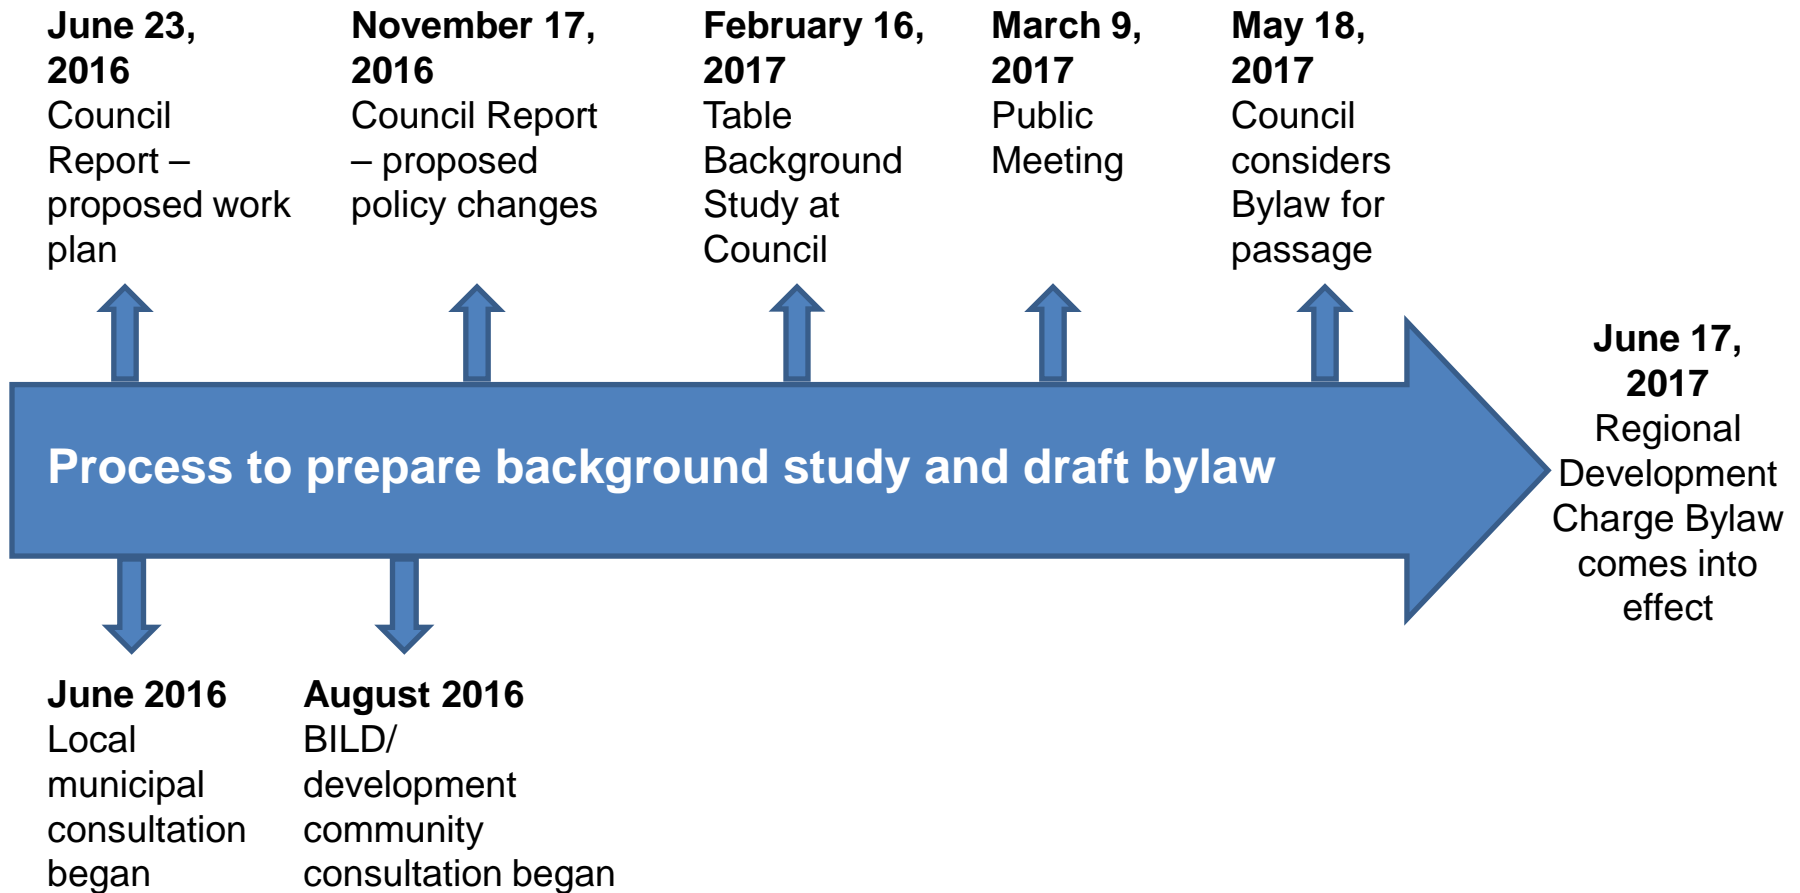 June 23,
2016
Council
Report –
proposed work
plan
November 17,
2016
Council Report
– proposed
policy changes
February 16,
2017
Table
Background
Study at
Council
March 9,
2017
Public
Meeting
May 18,
2017
Council
considers
Bylaw for
passage
Process to prepare background study and draft bylaw
June 17,
2017
Regional
Development
Charge Bylaw
comes into
effect
June 2016
Local
municipal
consultation
began
August 2016
BILD/
development
community
consultation began